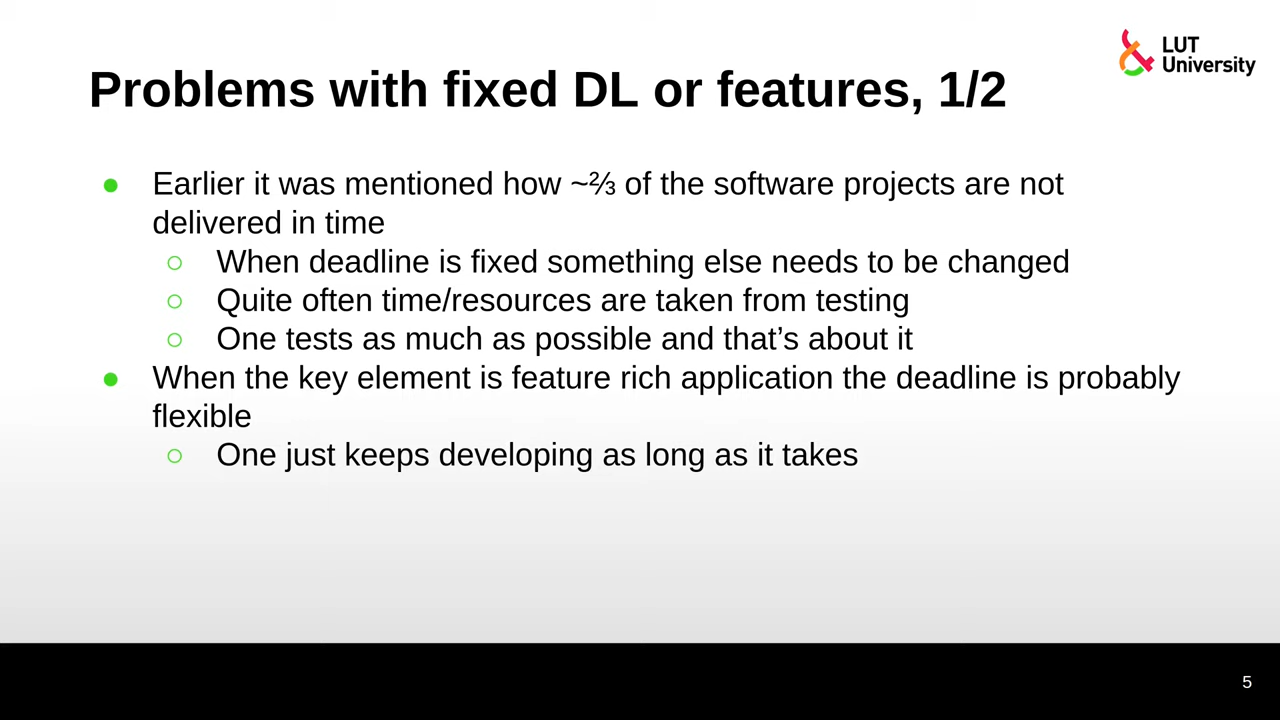 LUT
University
Problems with fixed DL or features, 1/2
● Earlier it was mentioned how ~⅔ of the software projects are not
delivered in time
○ When deadline is fixed something else needs to be changed
○ Quite often time/resources are taken from testing
○ One tests as much as possible and that’s about it
● When the key element is feature rich application the deadline is probably
flexible
○ One just keeps developing as long as it takes
5